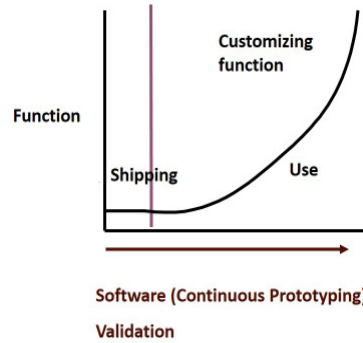 Customizing
function
Function
Shipping
Use
Software (Continuous Prototyping)
Validation